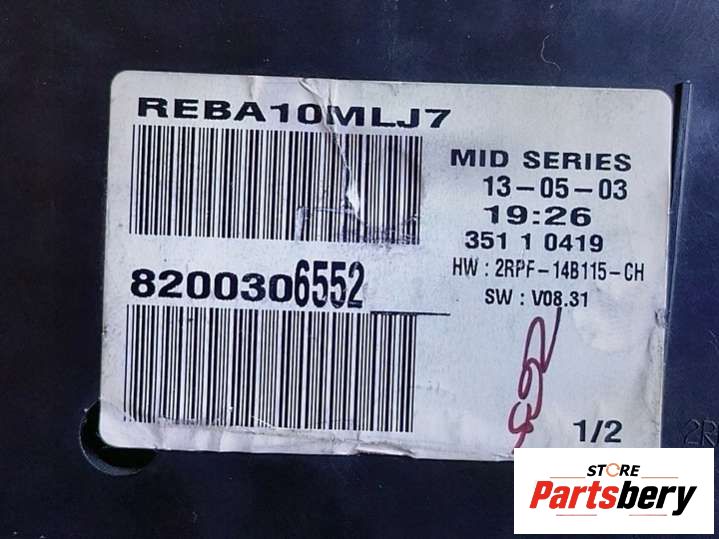 REBA10MLJ7
MID SERIES
13-05-03
19:26
351 1 0419
HW : 2RPF-14B115-CH
SW : V08.31
8200306552
1/2
2R
STORE
Partsbery